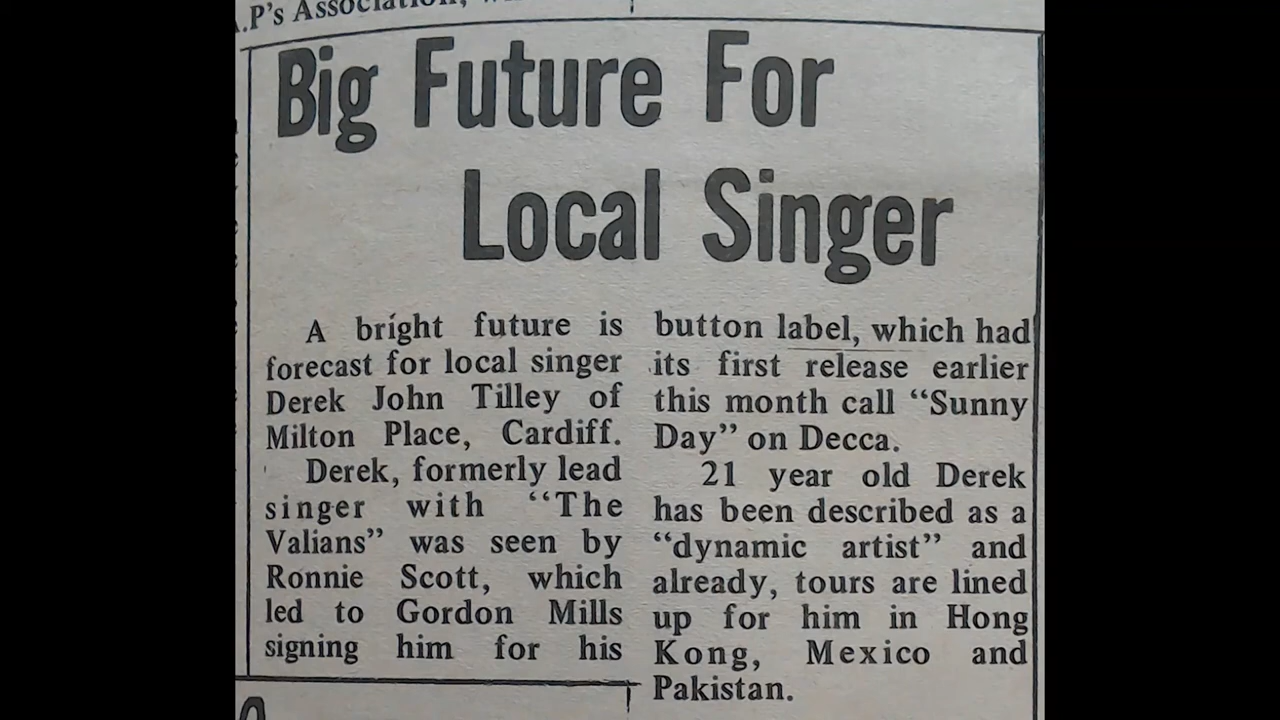 .P's Association,
Big Future For
Local Singer
A bright future is
forecast for local singer
Derek John Tilley of
Milton Place, Cardiff.
Derek, formerly lead
singer with "The
Valians" was seen by
Ronnie Scott, which
led to Gordon Mills
signing him for his
button label, which had
its first release earlier
this month call "Sunny
Day" on Decca.
21 year old Derek
has been described as a
"dynamic artist" and
already, tours are lined
up for him in Hong
Kong, Mexico and
Pakistan.